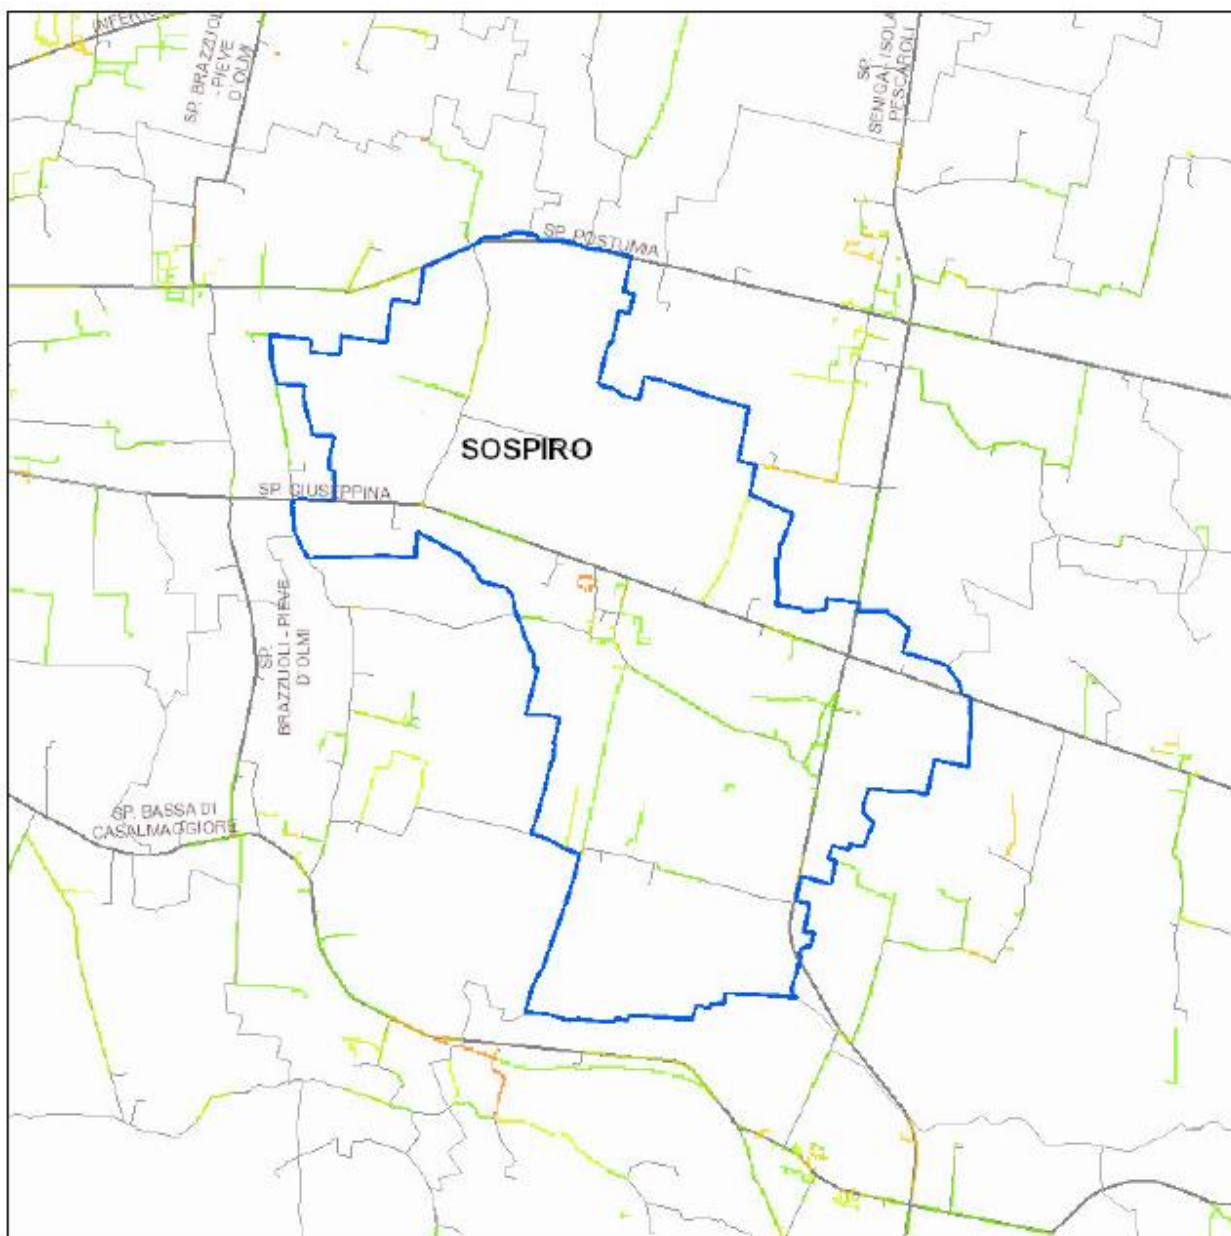 SP. BRAZZUOLI
- PIEVE
D'OLMI
SP.
SENIGA - ISOLA
PESCAROLI
SP. POSTUMIA
SOSPIRO
SP. GIUSEPPINA
SP.
BRAZZUOLI - PIEVE
D'OLMI
SP. BASSA DI
CASALMAGGIORE